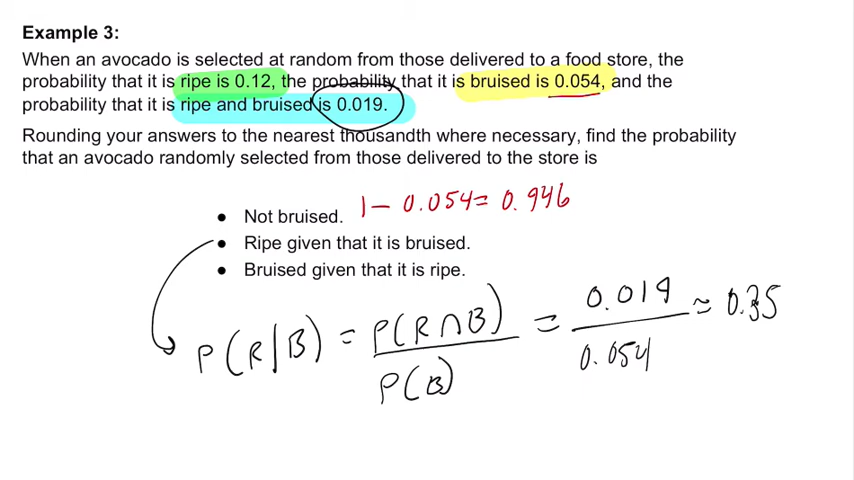 Example 3:
When an avocado is selected at random from those delivered to a food store, the
probability that it is ripe is 0.12, the probability that it is bruised is 0.054, and the
probability that it is ripe and bruised is 0.019.
Rounding your answers to the nearest thousandth where necessary, find the probability
that an avocado randomly selected from those delivered to the store is
● Not bruised. 1 − 0.054 = 0.946
● Ripe given that it is bruised.
● Bruised given that it is ripe.
P(R|B) = P(R∩B) / P(B) = 0.019 / 0.054 ≈ 0.35